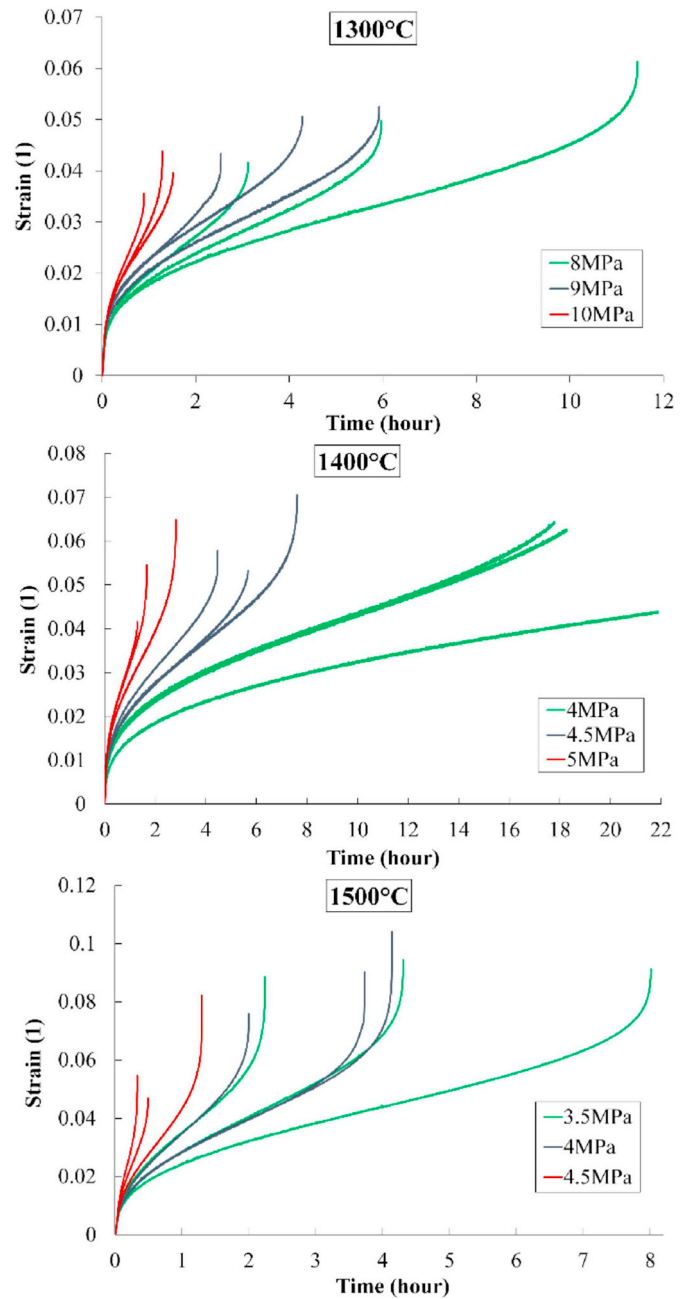 1300°C
0.07
0.06
0.05
0.04
0.03
0.02
0.01
0
Strain (1)
8MPa
9MPa
10MPa
0 2 4 6 8 10 12
Time (hour)
1400°C
0.08
0.07
0.06
0.05
0.04
0.03
0.02
0.01
0
Strain (1)
4MPa
4.5MPa
5MPa
0 2 4 6 8 10 12 14 16 18 20 22
Time (hour)
1500°C
0.12
0.1
0.08
0.06
0.04
0.02
0
Strain (1)
3.5MPa
4MPa
4.5MPa
0 1 2 3 4 5 6 7 8
Time (hour)